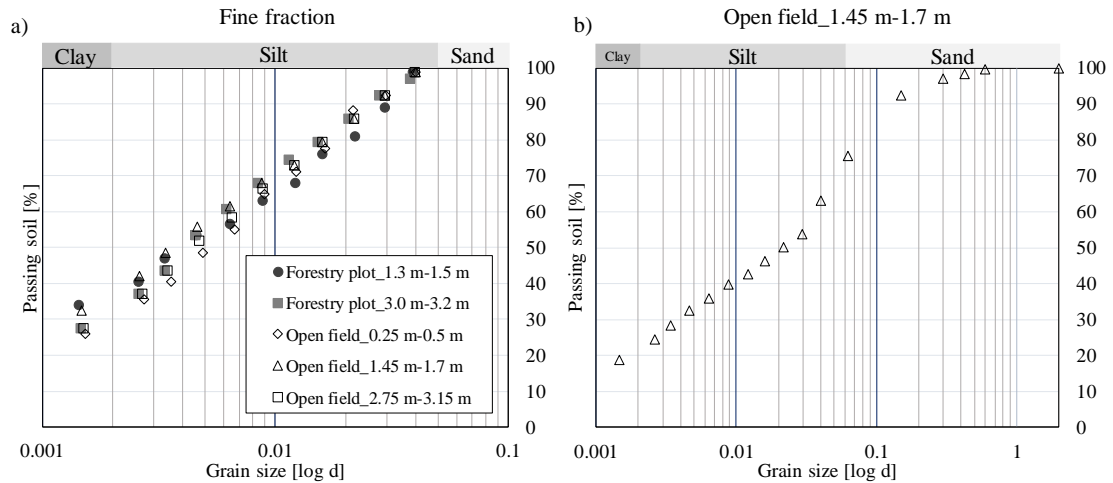 a)
Fine fraction
Clay
Silt
Sand
100
90
80
70
60
50
40
30
20
10
0
Passing soil [%]
Forestry plot_1.3 m-1.5 m
Forestry plot_3.0 m-3.2 m
Open field_0.25 m-0.5 m
Open field_1.45 m-1.7 m
Open field_2.75 m-3.15 m
0.001
0.01
0.1
Grain size [log d]
b)
Open field_1.45 m-1.7 m
Clay
Silt
Sand
100
90
80
70
60
50
40
30
20
10
0
Passing soil [%]
0.001
0.01
0.1
1
Grain size [log d]